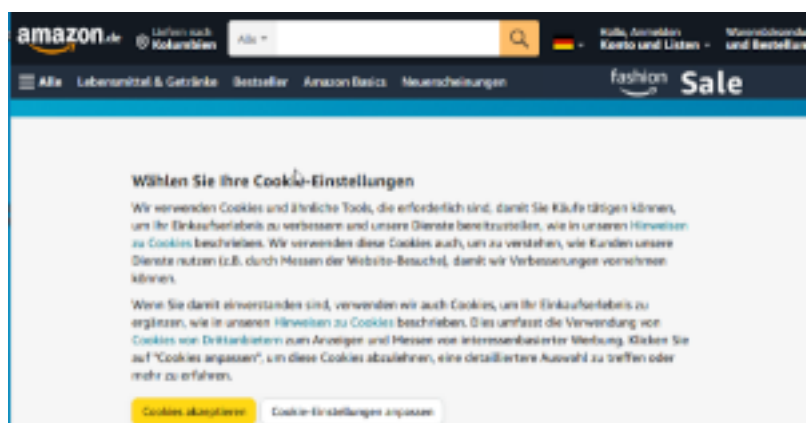 amazon.de
Liefern nach
Kolumbien
Alle
Hallo, Anmelden
Konto und Listen
Warenrücksendungen
und Bestellungen
Alle Lebensmittel & Getränke Bestseller Amazon Basics Neuerscheinungen
fashion Sale
Wählen Sie Ihre Cookie-Einstellungen
Wir verwenden Cookies und ähnliche Tools, die erforderlich sind, damit Sie Käufe tätigen können,
um Ihr Einkaufserlebnis zu verbessern und unsere Dienste bereitzustellen, wie in unseren Hinweisen
zu Cookies beschrieben. Wir verwenden diese Cookies auch, um zu verstehen, wie Kunden unsere
Dienste nutzen (z.B. durch Messen der Website-Besuche), damit wir Verbesserungen vornehmen
können.
Wenn Sie damit einverstanden sind, verwenden wir auch Cookies, um Ihr Einkaufserlebnis zu
ergänzen, wie in unseren Hinweisen zu Cookies beschrieben. Dies umfasst die Verwendung von
Cookies von Drittanbietern zum Anzeigen und Messen von interessenbasierter Werbung. Klicken Sie
auf "Cookies anpassen", um diese Cookies abzulehnen, eine detailliertere Auswahl zu treffen oder
mehr zu erfahren.
Cookies akzeptieren Cookie-Einstellungen anpassen